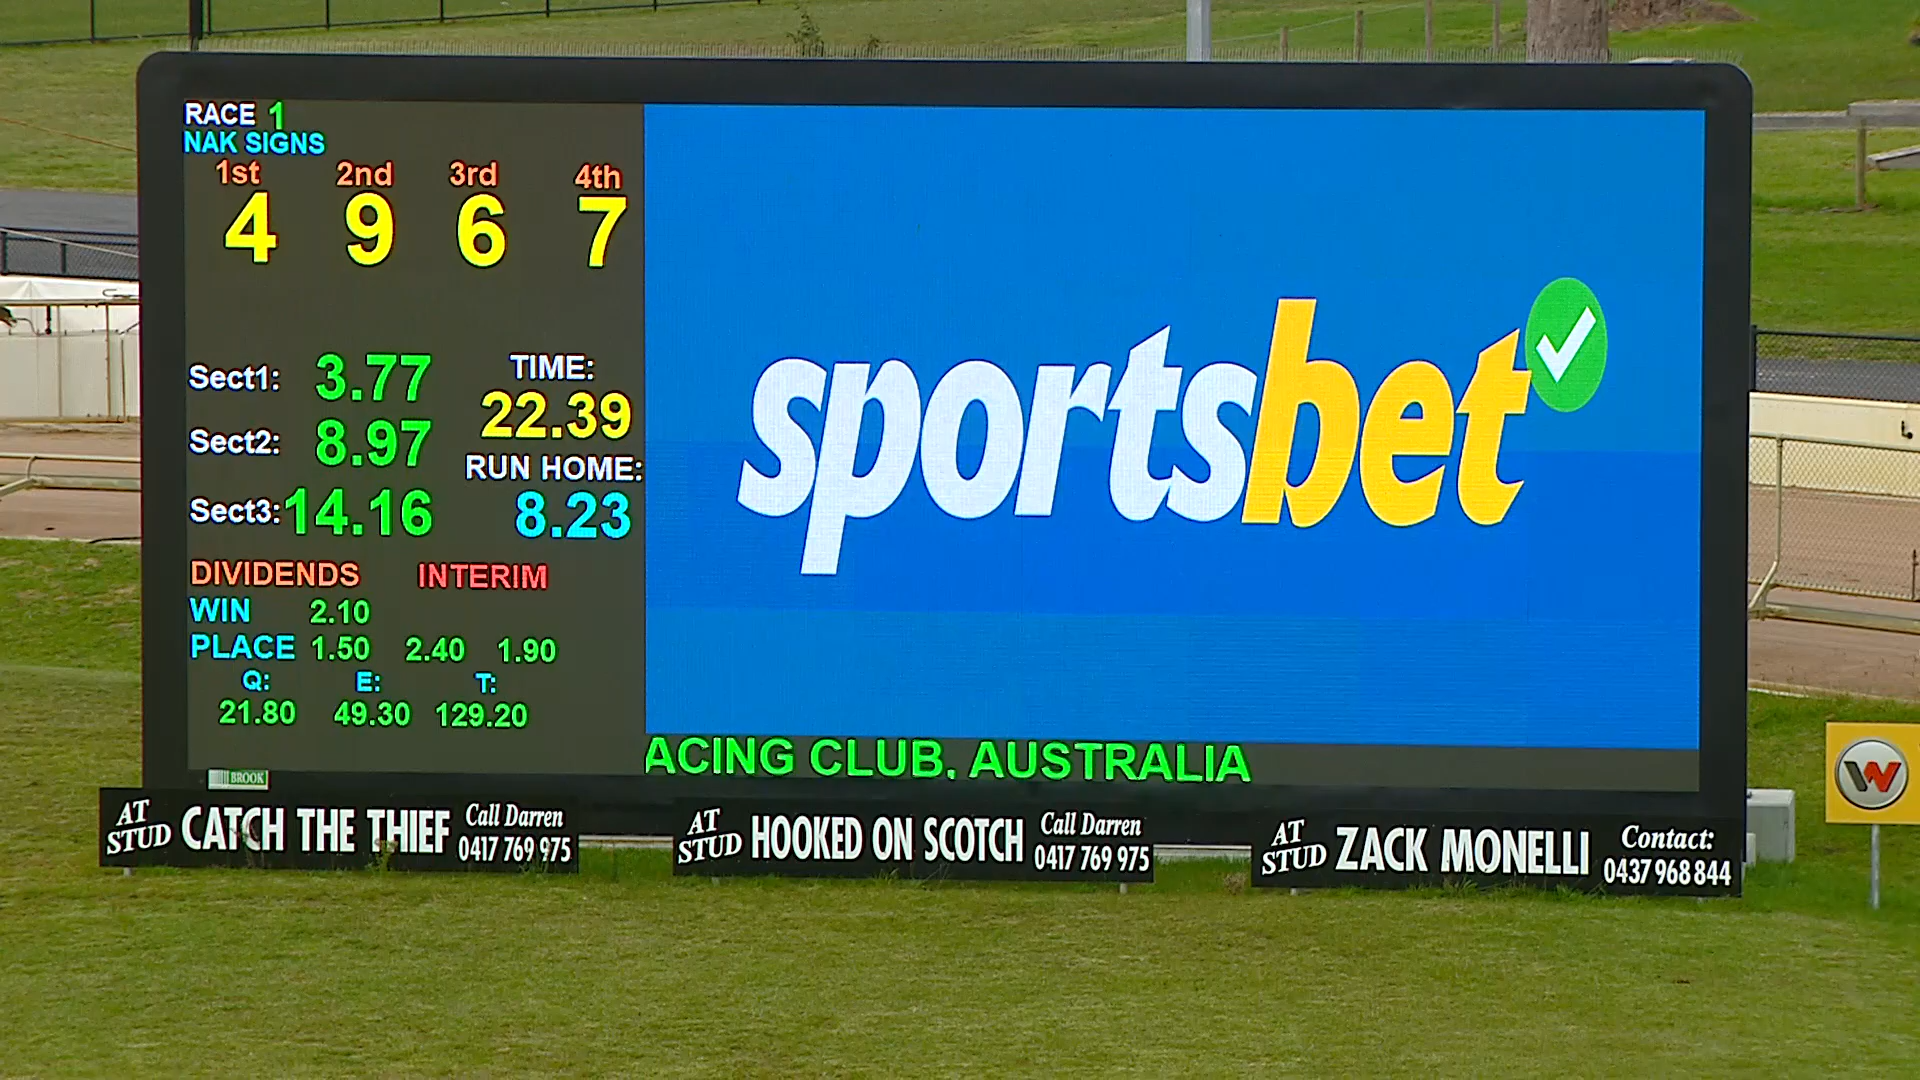 RACE 1
NAK SIGNS
1st 2nd 3rd 4th
4 9 6 7
Sect1: 3.77
Sect2: 8.97
Sect3: 14.16
TIME:
22.39
RUN HOME:
8.23
DIVIDENDS INTERIM
WIN 2.10
PLACE 1.50 2.40 1.90
Q: E: T:
21.80 49.30 129.20
sportsbet
ACING CLUB, AUSTRALIA
BROOK
AT STUD CATCH THE THIEF Call Darren 0417 769 975
AT STUD HOOKED ON SCOTCH Call Darren 0417 769 975
AT STUD ZACK MONELLI Contact: 0437 968 844
W